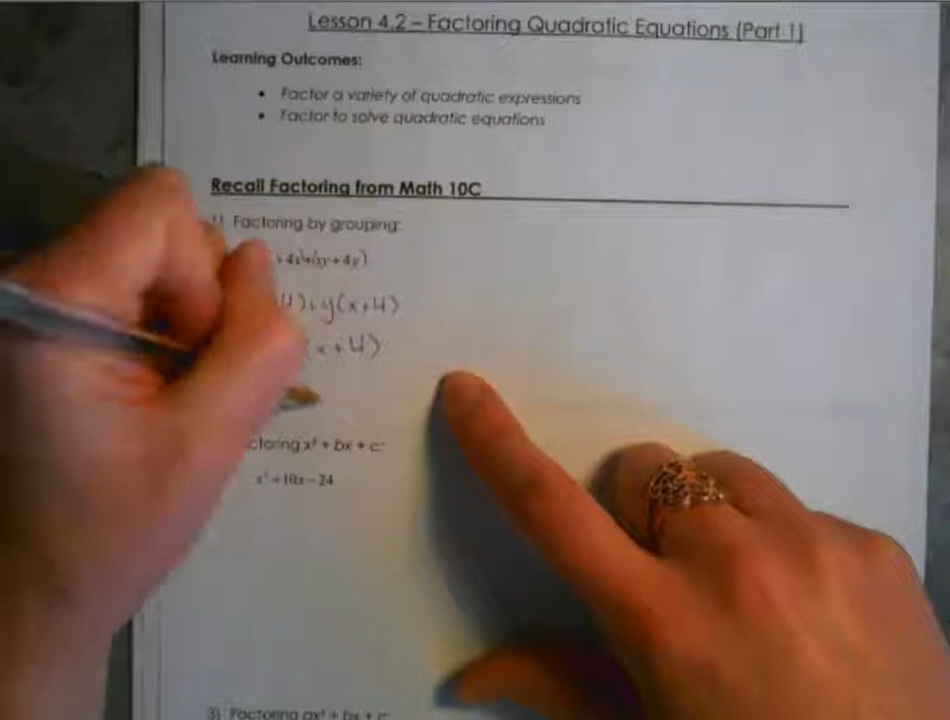 Lesson 4.2 – Factoring Quadratic Equations (Part 1)
Learning Outcomes:
• Factor a variety of quadratic expressions
• Factor to solve quadratic equations
Recall Factoring from Math 10C
1) Factoring by grouping:
+4x)+(xy+4y)
4)+y(x+4)
(x+4)
ctoring x² + bx + c:
x²+10x−24
3) Factoring ax² + bx + c: